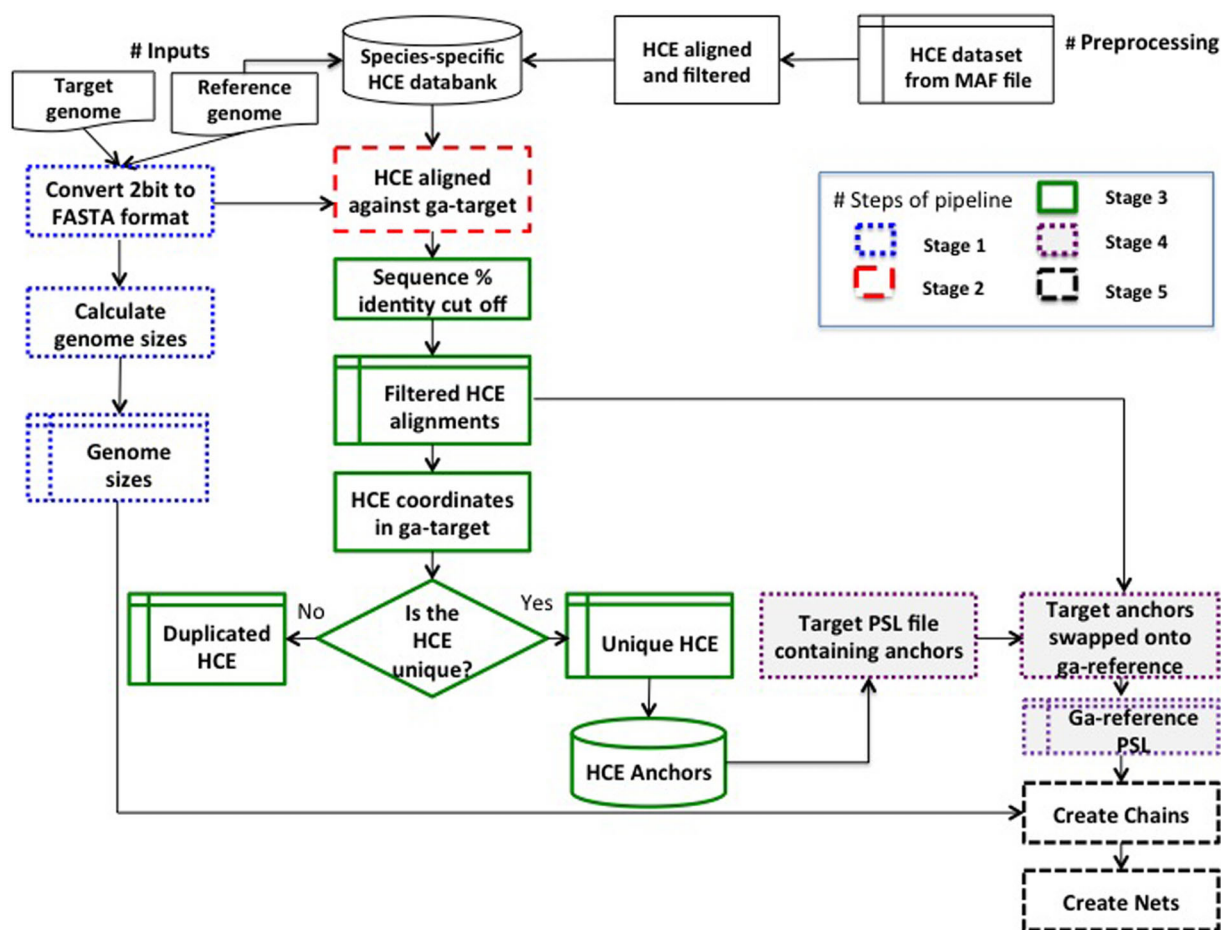 # Inputs
Target
genome
Reference
genome
Species-specific
HCE databank
HCE aligned
and filtered
HCE dataset
from MAF file
# Preprocessing
Convert 2bit to
FASTA format
HCE aligned
against ga-target
# Steps of pipeline
Stage 1
Stage 2
Stage 3
Stage 4
Stage 5
Calculate
genome sizes
Sequence %
identity cut off
Genome
sizes
Filtered HCE
alignments
HCE coordinates
in ga-target
Is the
HCE
unique?
No
Yes
Duplicated
HCE
Unique HCE
HCE Anchors
Target PSL file
containing anchors
Target anchors
swapped onto
ga-reference
Ga-reference
PSL
Create Chains
Create Nets